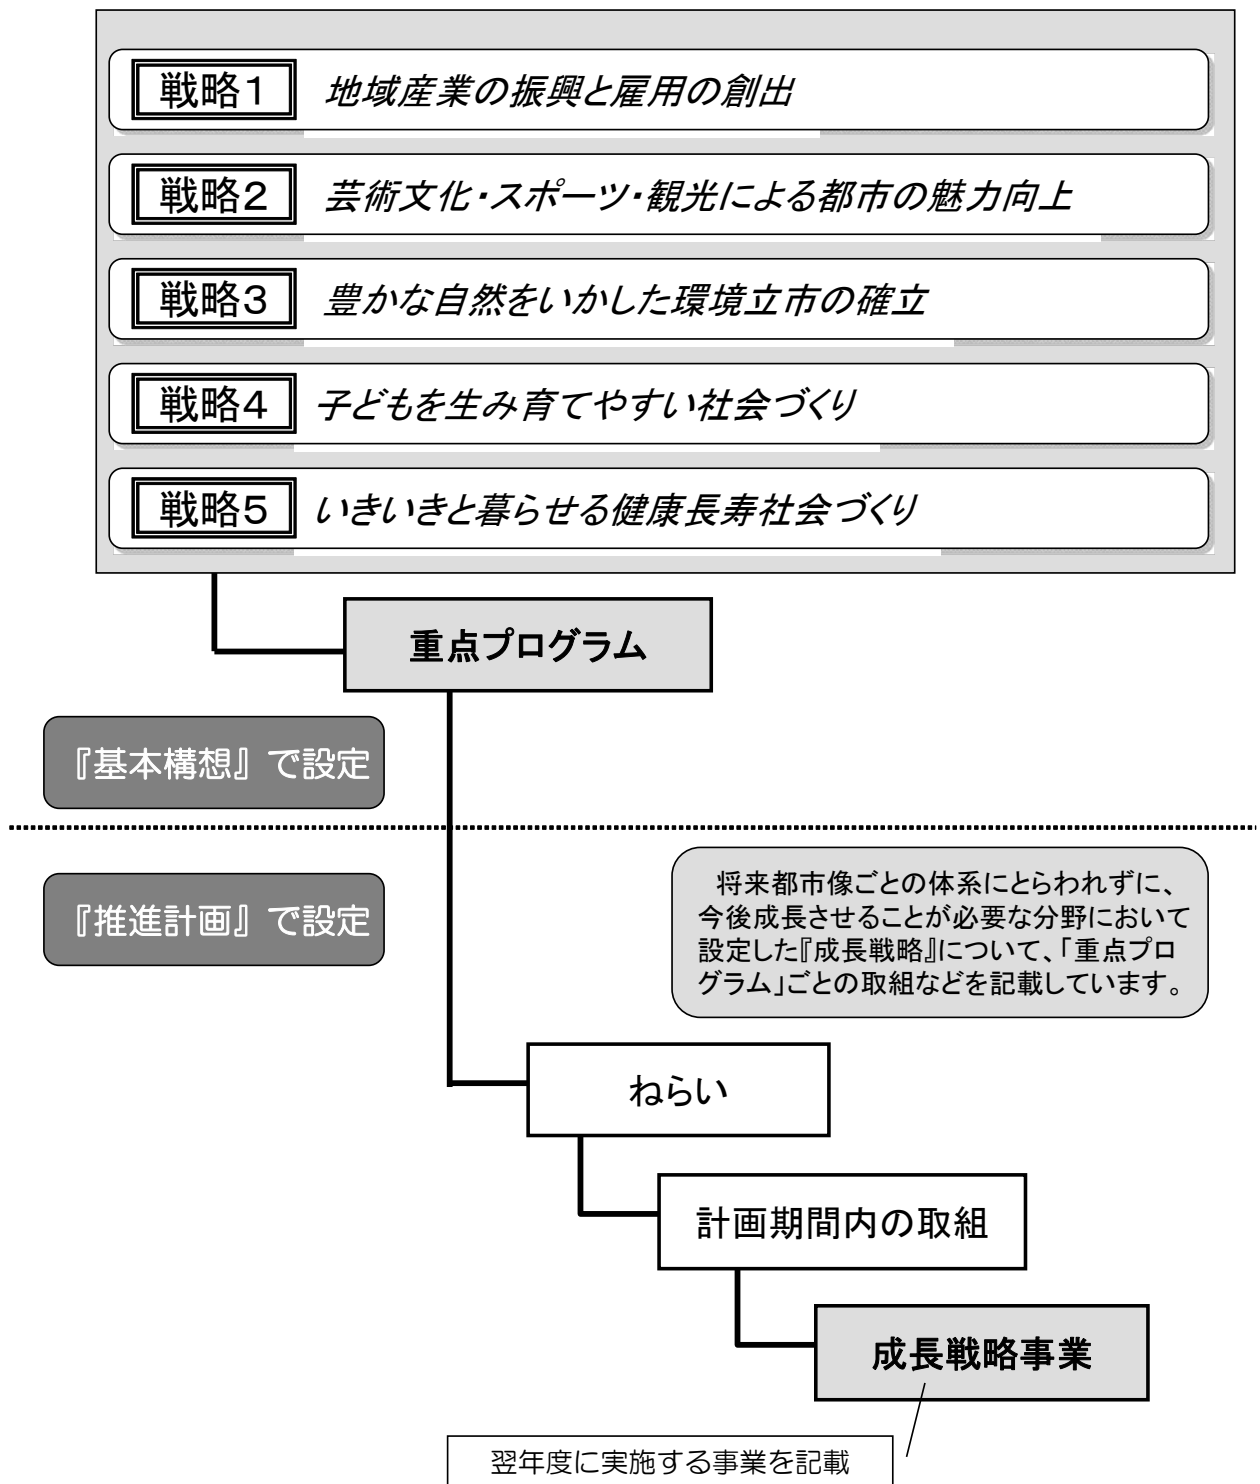 戦略1 地域産業の振興と雇用の創出
戦略2 芸術文化・スポーツ・観光による都市の魅力向上
戦略3 豊かな自然をいかした環境立市の確立
戦略4 子どもを生み育てやすい社会づくり
戦略5 いきいきと暮らせる健康長寿社会づくり
重点プログラム
『基本構想』で設定
『推進計画』で設定
将来都市像ごとの体系にとらわれずに、
今後成長させることが必要な分野において
設定した『成長戦略』について、「重点プロ
グラム」ごとの取組などを記載しています。
ねらい
計画期間内の取組
成長戦略事業
翌年度に実施する事業を記載